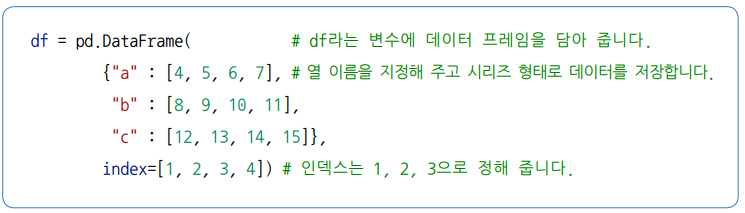 df = pd.DataFrame( # df라는 변수에 데이터 프레임을 담아 줍니다.
{"a" : [4, 5, 6, 7], # 열 이름을 지정해 주고 시리즈 형태로 데이터를 저장합니다.
"b" : [8, 9, 10, 11],
"c" : [12, 13, 14, 15]},
index=[1, 2, 3, 4]) # 인덱스는 1, 2, 3으로 정해 줍니다.